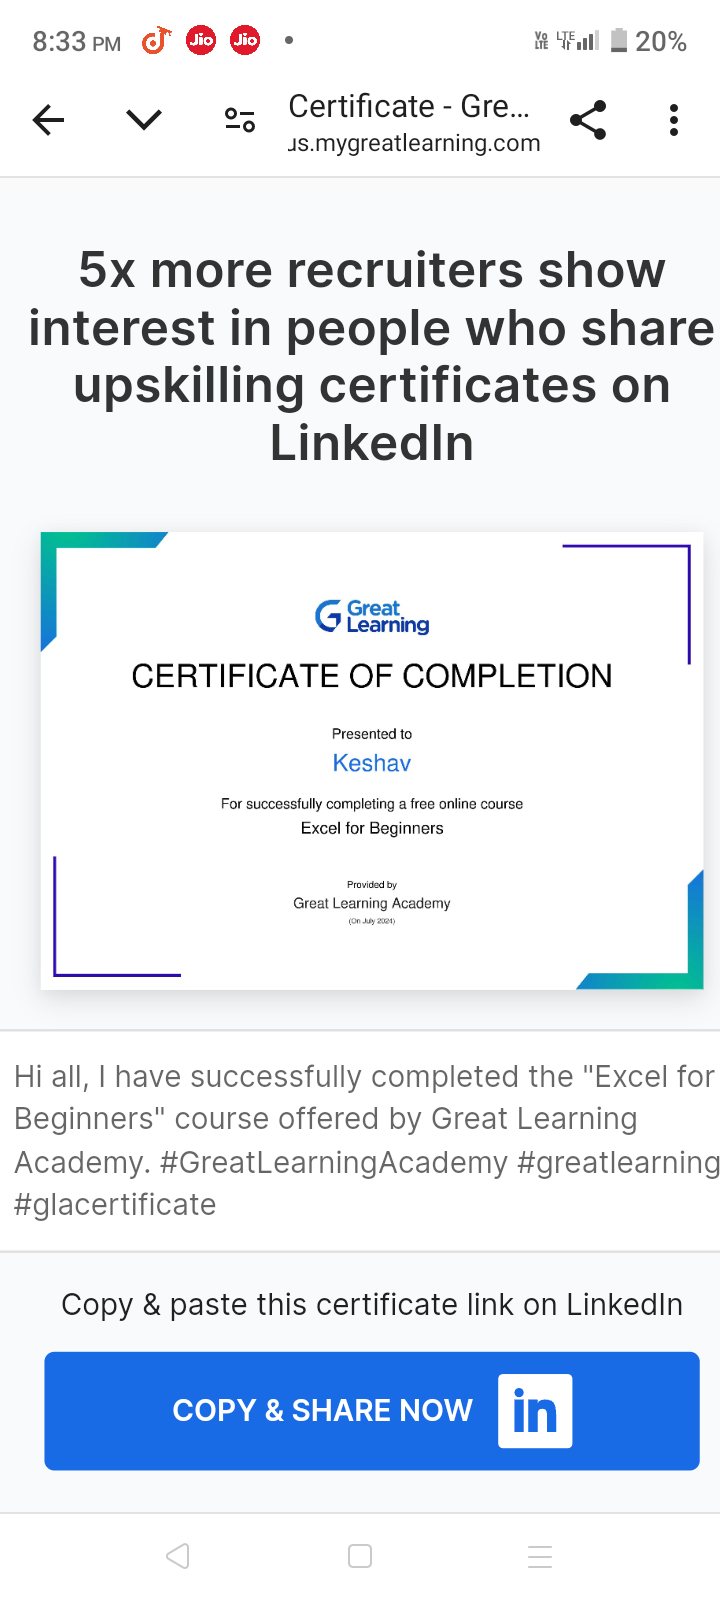 8:33 PM Jio Jio Vo LTE LTE 20%
Certificate - Gre...
us.mygreatlearning.com
5x more recruiters show
interest in people who share
upskilling certificates on
LinkedIn
Great
Learning
CERTIFICATE OF COMPLETION
Presented to
Keshav
For successfully completing a free online course
Excel for Beginners
Provided by
Great Learning Academy
(On July 2024)
Hi all, I have successfully completed the "Excel for
Beginners" course offered by Great Learning
Academy. #GreatLearningAcademy #greatlearning
#glacertificate
Copy & paste this certificate link on LinkedIn
COPY & SHARE NOW in